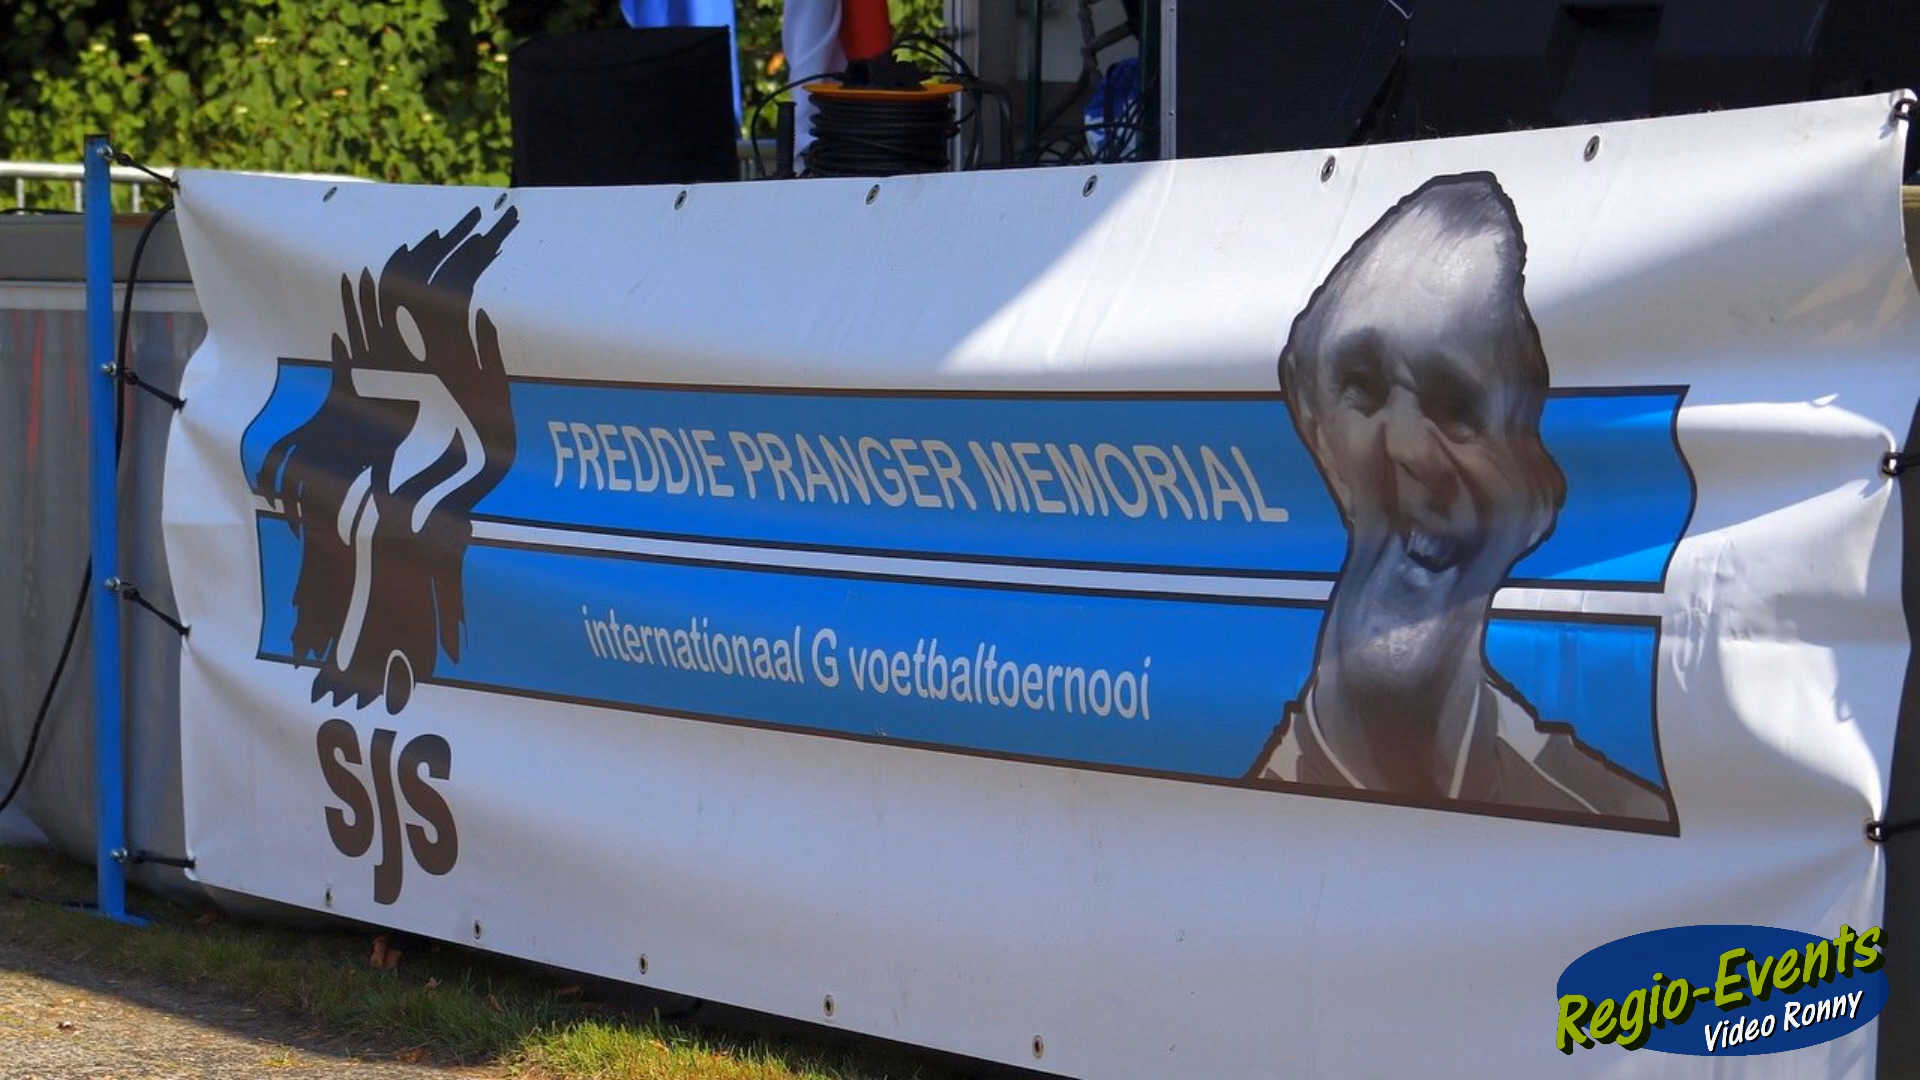 FREDDIE PRANGER MEMORIAL
internationaal G voetbaltoernooi
sjs
Regio-Events
Video Ronny